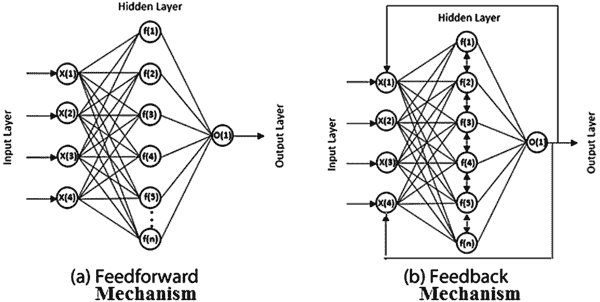 Hidden Layer
f(1)
X(1)
f(2)
X(2)
f(3)
O(1)
X(3)
f(4)
X(4)
f(5)
f(n)
Input Layer
Output Layer
(a) Feedforward
Mechanism
Hidden Layer
f(1)
X(1)
f(2)
X(2)
f(3)
O(1)
X(3)
f(4)
X(4)
f(5)
f(n)
Input Layer
Output Layer
(b) Feedback
Mechanism